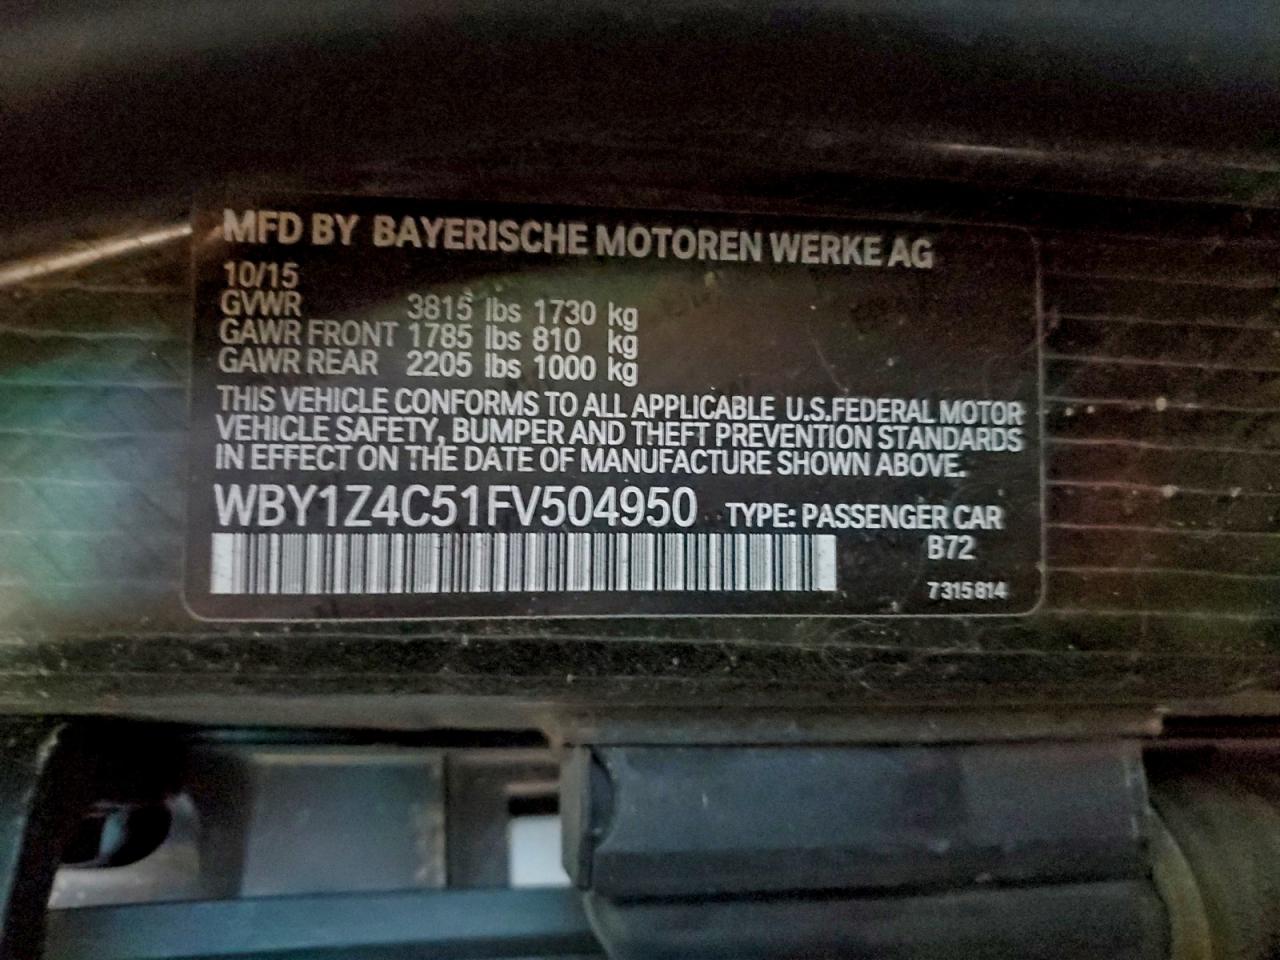 MFD BY BAYERISCHE MOTOREN WERKE AG
10/15
GVWR 3815 lbs 1730 kg
GAWR FRONT 1785 lbs 810 kg
GAWR REAR 2205 lbs 1000 kg
THIS VEHICLE CONFORMS TO ALL APPLICABLE U.S.FEDERAL MOTOR
VEHICLE SAFETY, BUMPER AND THEFT PREVENTION STANDARDS
IN EFFECT ON THE DATE OF MANUFACTURE SHOWN ABOVE.
WBY1Z4C51FV504950 TYPE: PASSENGER CAR
B72
7315814